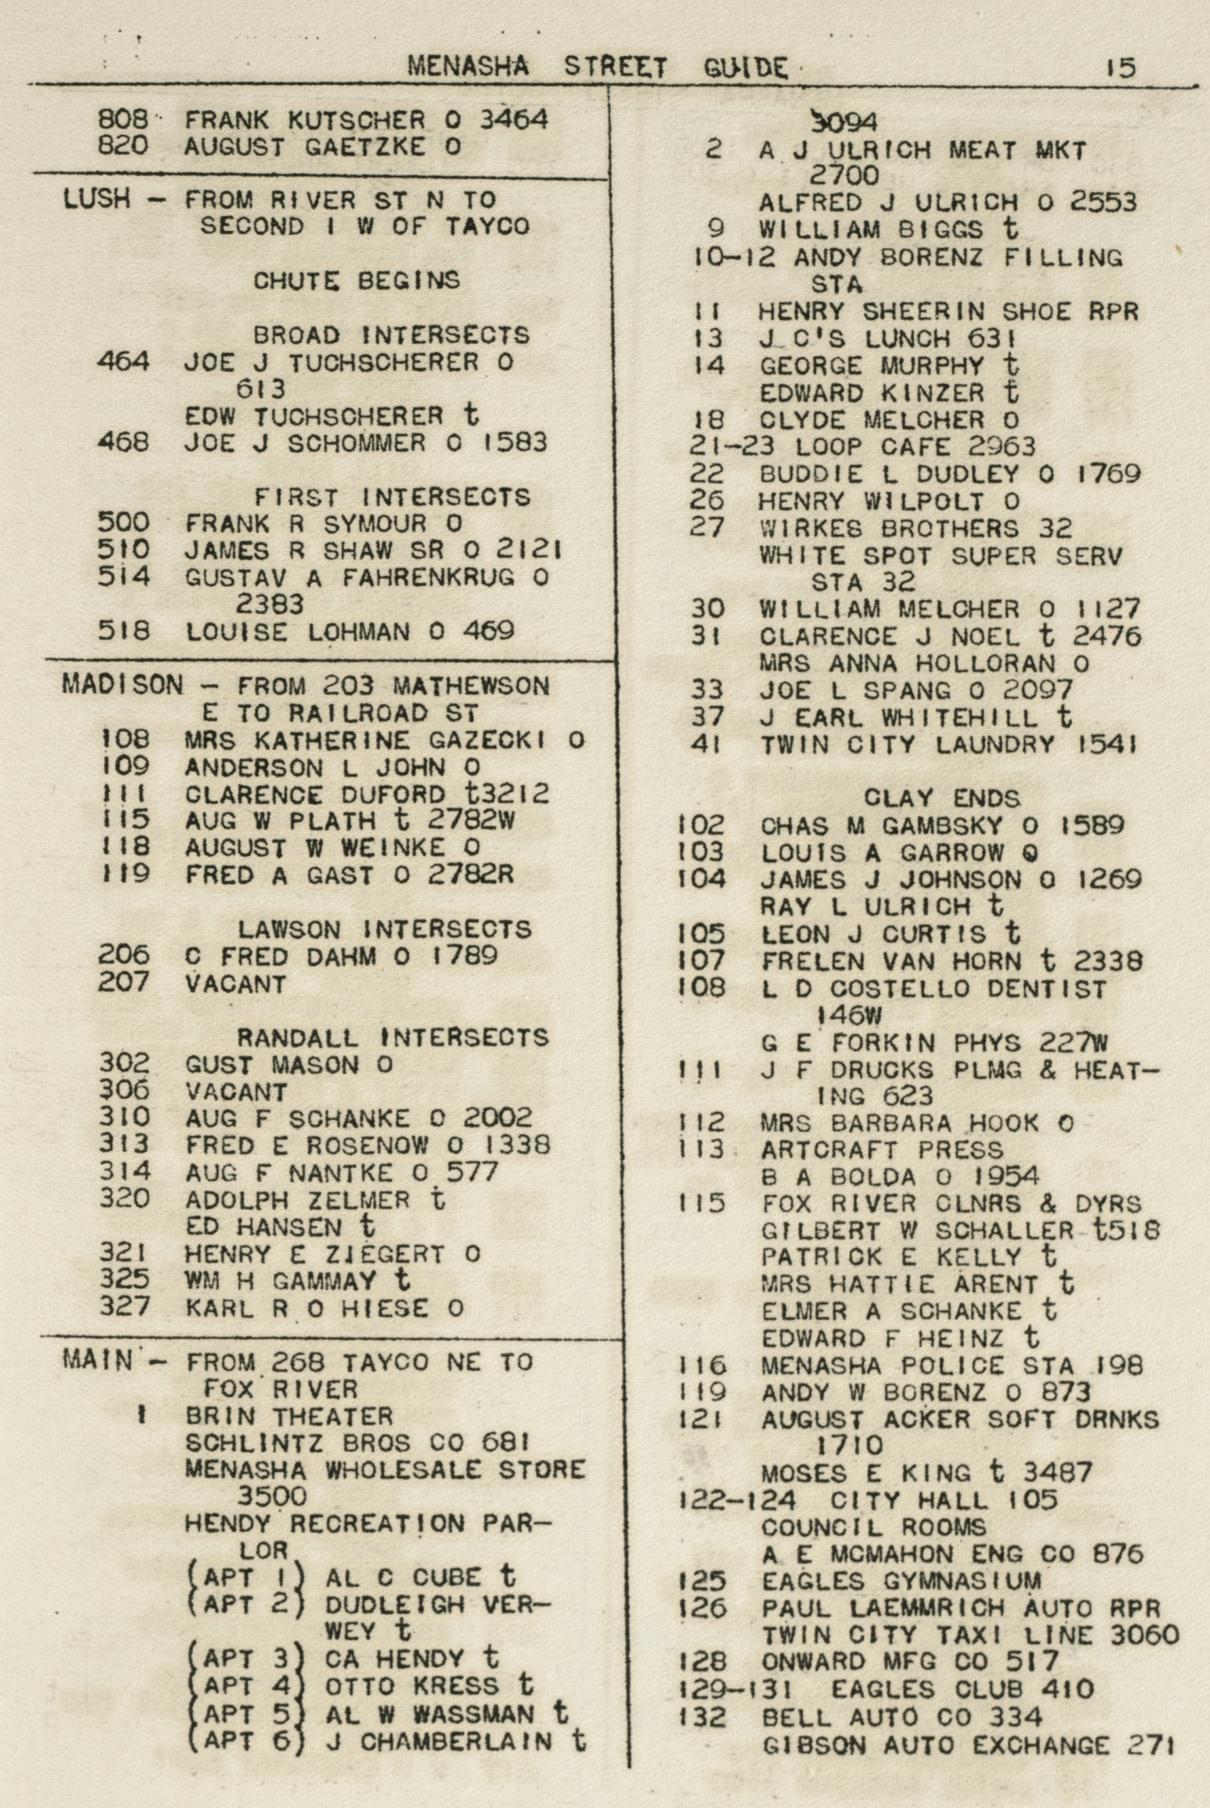 MENASHA STREET GUIDE 15
808 FRANK KUTSCHER O 3464
820 AUGUST GAETZKE O
LUSH - FROM RIVER ST N TO
SECOND 1 W OF TAYCO
CHUTE BEGINS
BROAD INTERSECTS
464 JOE J TUCHSCHERER O
613
EDW TUCHSCHERER t
468 JOE J SCHOMMER O 1583
FIRST INTERSECTS
500 FRANK R SYMOUR O
510 JAMES R SHAW SR O 2121
514 GUSTAV A FAHRENKRUG O
2383
518 LOUISE LOHMAN O 469
MADISON - FROM 203 MATHEWSON
E TO RAILROAD ST
108 MRS KATHERINE GAZECKI O
109 ANDERSON L JOHN O
111 CLARENCE DUFORD t3212
115 AUG W PLATH t 2782W
118 AUGUST W WEINKE O
119 FRED A GAST O 2782R
LAWSON INTERSECTS
206 C FRED DAHM O 1789
207 VACANT
RANDALL INTERSECTS
302 GUST MASON O
306 VACANT
310 AUG F SCHANKE O 2002
313 FRED E ROSENOW O 1338
314 AUG F NANTKE O 577
320 ADOLPH ZELMER t
ED HANSEN t
321 HENRY E ZIEGERT O
325 WM H GAMMAY t
327 KARL R O HIESE O
MAIN - FROM 268 TAYCO NE TO
FOX RIVER
1 BRIN THEATER
SCHLINTZ BROS CO 681
MENASHA WHOLESALE STORE
3500
HENDY RECREATION PAR-
LOR
(APT 1) AL C CUBE t
(APT 2) DUDLEIGH VER-
WEY t
(APT 3) CA HENDY t
(APT 4) OTTO KRESS t
(APT 5) AL W WASSMAN t
(APT 6) J CHAMBERLAIN t
3094
2 A J ULRICH MEAT MKT
2700
ALFRED J ULRICH O 2553
9 WILLIAM BIGGS t
10-12 ANDY BORENZ FILLING
STA
11 HENRY SHEERIN SHOE RPR
13 J C'S LUNCH 631
14 GEORGE MURPHY t
EDWARD KINZER t
18 CLYDE MELCHER O
21-23 LOOP CAFE 2963
22 BUDDIE L DUDLEY O 1769
26 HENRY WILPOLT O
27 WIRKES BROTHERS 32
WHITE SPOT SUPER SERV
STA 32
30 WILLIAM MELCHER O 1127
31 CLARENCE J NOEL t 2476
MRS ANNA HOLLORAN O
33 JOE L SPANG O 2097
37 J EARL WHITEHILL t
41 TWIN CITY LAUNDRY 1541
CLAY ENDS
102 CHAS M GAMBSKY O 1589
103 LOUIS A GARROW O
104 JAMES J JOHNSON O 1269
RAY L ULRICH t
105 LEON J CURTIS t
107 FRELEN VAN HORN t 2338
108 L D COSTELLO DENTIST
146W
G E FORKIN PHYS 227W
111 J F DRUCKS PLMG & HEAT-
ING 623
112 MRS BARBARA HOOK O
113 ARTCRAFT PRESS
B A BOLDA O 1954
115 FOX RIVER CLNRS & DYRS
GILBERT W SCHALLER t518
PATRICK E KELLY t
MRS HATTIE ARENT t
ELMER A SCHANKE t
EDWARD F HEINZ t
116 MENASHA POLICE STA 198
119 ANDY W BORENZ O 873
121 AUGUST ACKER SOFT DRNKS
1710
MOSES E KING t 3487
122-124 CITY HALL 105
COUNCIL ROOMS
A E MCMAHON ENG CO 876
125 EAGLES GYMNASIUM
126 PAUL LAEMMRICH AUTO RPR
TWIN CITY TAXI LINE 3060
128 ONWARD MFG CO 517
129-131 EAGLES CLUB 410
132 BELL AUTO CO 334
GIBSON AUTO EXCHANGE 271